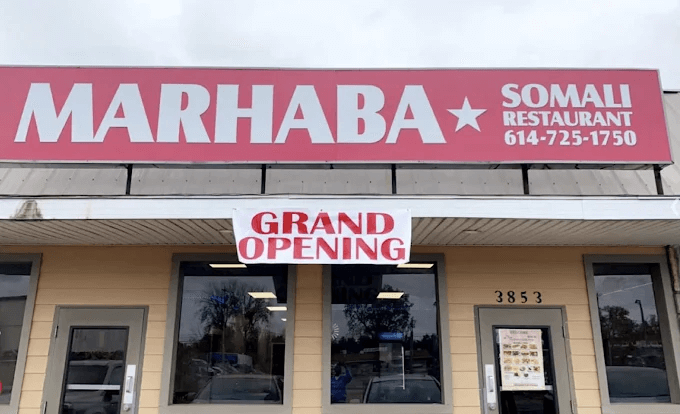 MARHABA
SOMALI
RESTAURANT
614-725-1750
GRAND
OPENING
3853